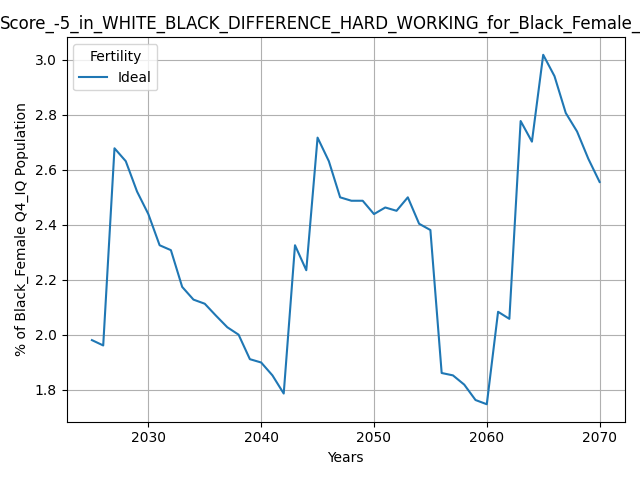 Score_-5_in_WHITE_BLACK_DIFFERENCE_HARD_WORKING_for_Black_Female_
Fertility
Ideal
3.0
2.8
2.6
2.4
2.2
2.0
1.8
% of Black_Female Q4_IQ Population
2030
2040
2050
2060
2070
Years